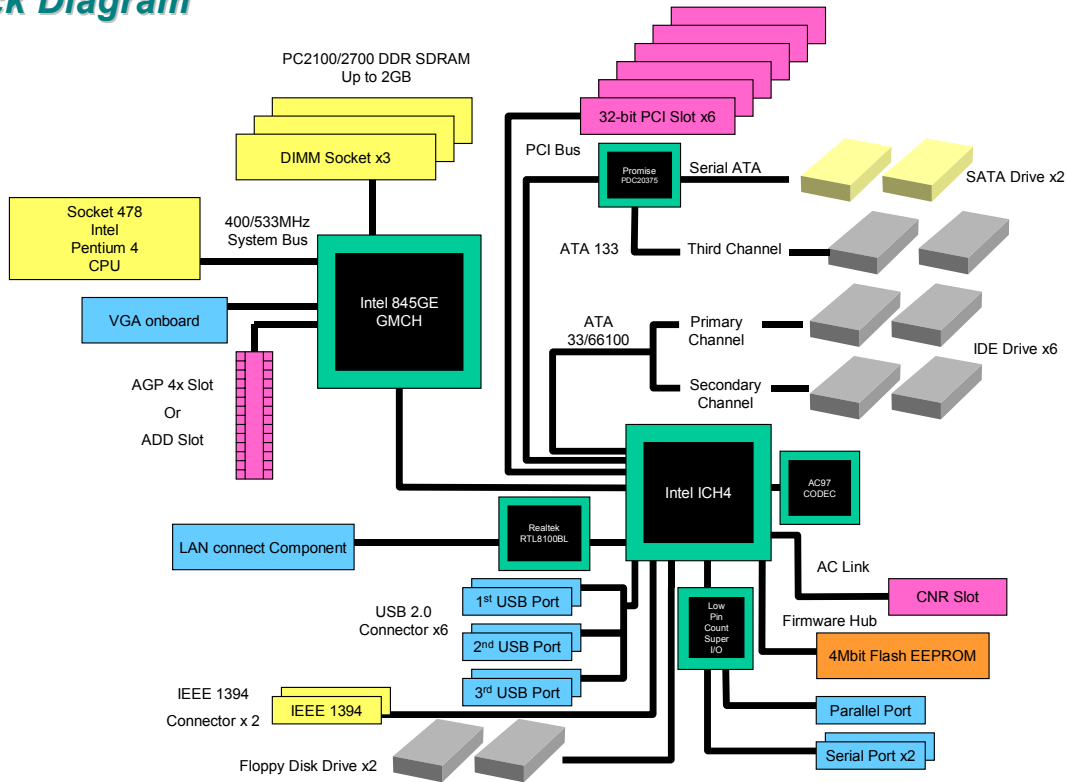 Diagram
PC2100/2700 DDR SDRAM
Up to 2GB
DIMM Socket x3
32-bit PCI Slot x6
PCI Bus
Promise
PDC20375
Serial ATA
SATA Drive x2
ATA 133
Third Channel
Socket 478
Intel
Pentium 4
CPU
400/533MHz
System Bus
Intel 845GE
GMCH
VGA onboard
AGP 4x Slot
Or
ADD Slot
ATA
33/66100
Primary
Channel
Secondary
Channel
IDE Drive x6
Intel ICH4
AC97
CODEC
Realtek
RTL8100BL
LAN connect Component
AC Link
CNR Slot
USB 2.0
Connector x6
1st USB Port
2nd USB Port
3rd USB Port
Low
Pin
Count
Super
I/O
Firmware Hub
4Mbit Flash EEPROM
IEEE 1394
Connector x 2
IEEE 1394
Parallel Port
Serial Port x2
Floppy Disk Drive x2